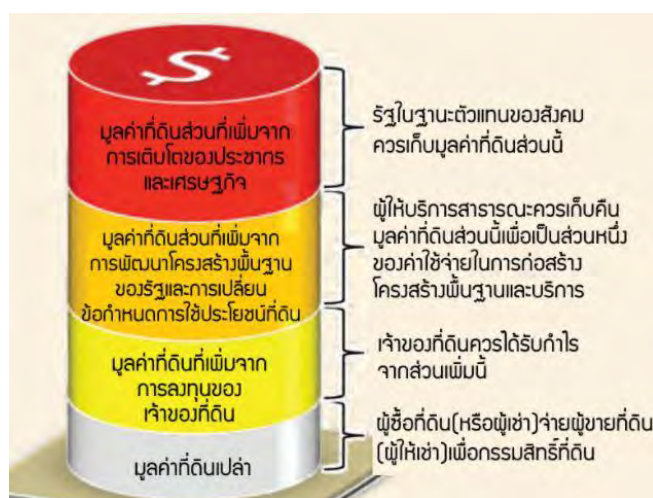 $
มูลค่าที่ดินส่วนที่เพิ่มจาก
การเติบโตของประชากร
และเศรษฐกิจ
รัฐในฐานะตัวแทนของสังคม
ควรเก็บมูลค่าที่ดินส่วนนี้
มูลค่าที่ดินส่วนที่เพิ่มจาก
การพัฒนาโครงสร้างพื้นฐาน
ของรัฐและการเปลี่ยน
ข้อกำหนดการใช้ประโยชน์ที่ดิน
ผู้ให้บริการสาธารณะควรเก็บคืน
มูลค่าที่ดินส่วนนี้เพื่อเป็นส่วนหนึ่ง
ของค่าใช้จ่ายในการก่อสร้าง
โครงสร้างพื้นฐานและบริการ
มูลค่าที่ดินที่เพิ่มจาก
การลงทุนของ
เจ้าของที่ดิน
เจ้าของที่ดินควรได้รับกำไร
จากส่วนเพิ่มนี้
มูลค่าที่ดินเปล่า
ผู้ซื้อที่ดิน(หรือผู้เช่า)จ่ายผู้ขายที่ดิน
(ผู้ให้เช่า)เพื่อกรรมสิทธิ์ที่ดิน